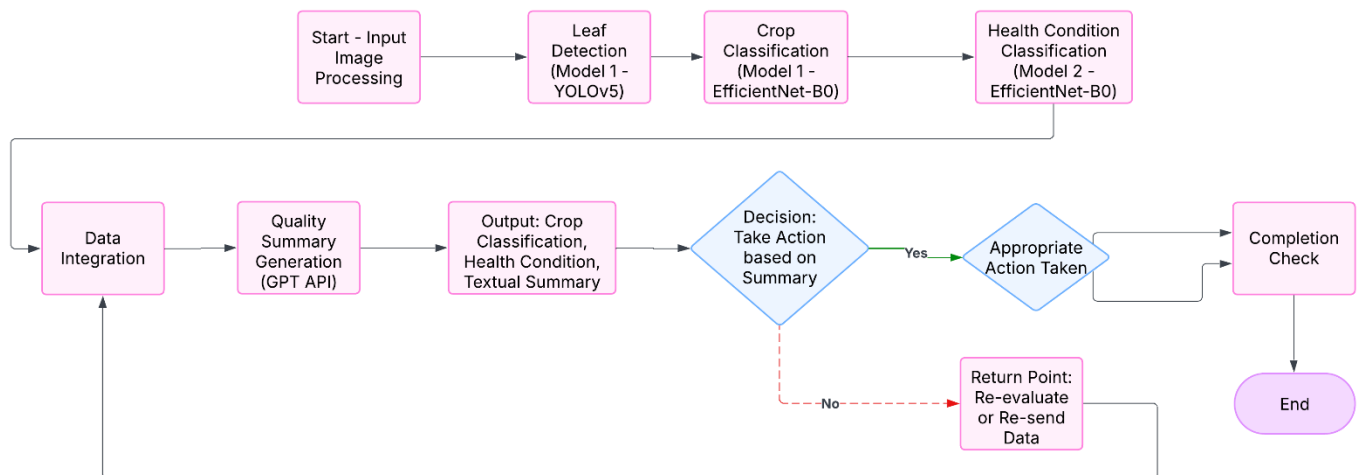 Start - Input
Image
Processing
Leaf
Detection
(Model 1 -
YOLOv5)
Crop
Classification
(Model 1 -
EfficientNet-B0)
Health Condition
Classification
(Model 2 -
EfficientNet-B0)
Data
Integration
Quality
Summary
Generation
(GPT API)
Output: Crop
Classification,
Health Condition,
Textual Summary
Decision:
Take Action
based on
Summary
Yes
Appropriate
Action Taken
Completion
Check
No
Return Point:
Re-evaluate
or Re-send
Data
End